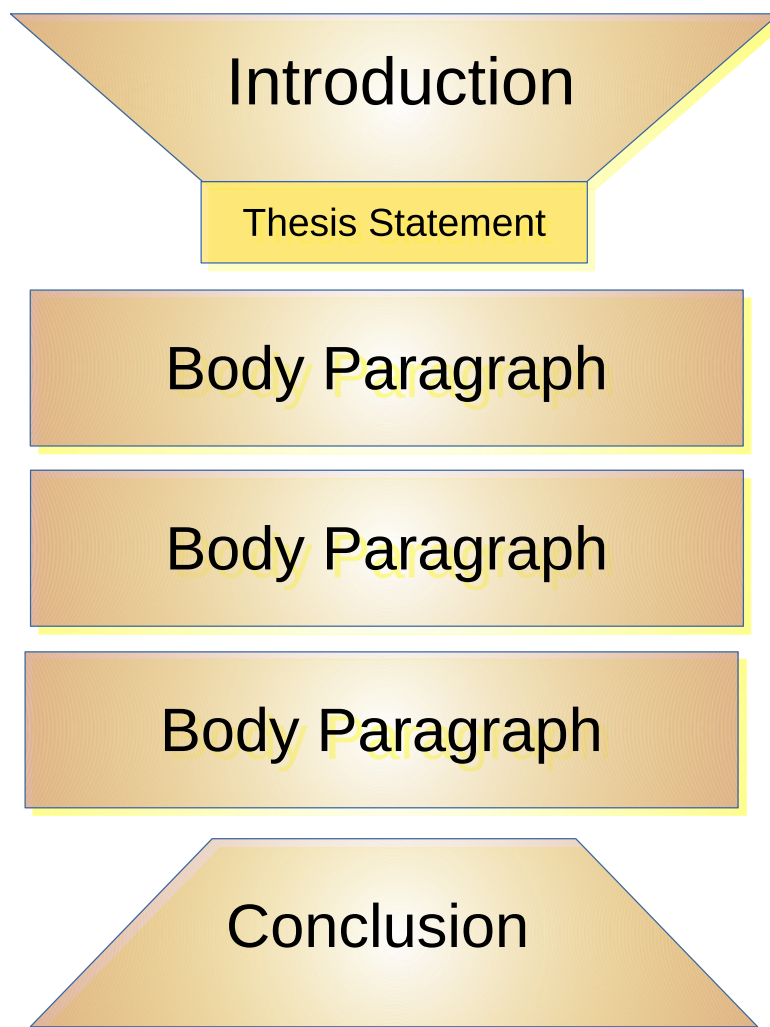 Introduction
Thesis Statement
Body Paragraph
Body Paragraph
Body Paragraph
Conclusion